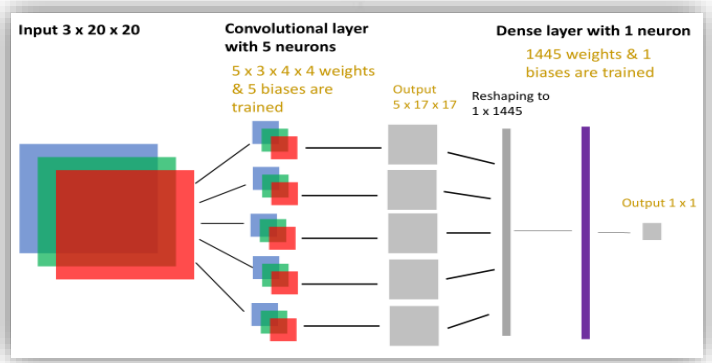 Input 3 x 20 x 20
Convolutional layer
with 5 neurons
5 x 3 x 4 x 4 weights
& 5 biases are
trained
Output
5 x 17 x 17
Reshaping to
1 x 1445
Dense layer with 1 neuron
1445 weights & 1
biases are trained
Output 1 x 1